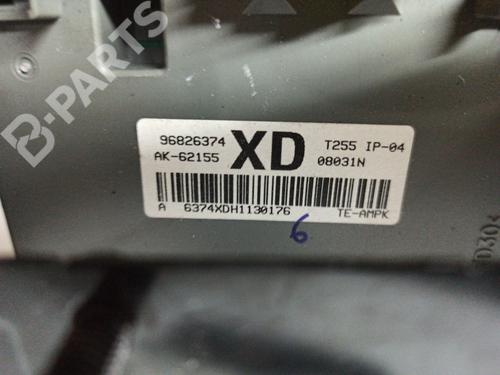 B-PARTS
96826374 XD T255 IP-04
AK-62155 08031N
A 6374XDH1130176 TE-AMPK
6